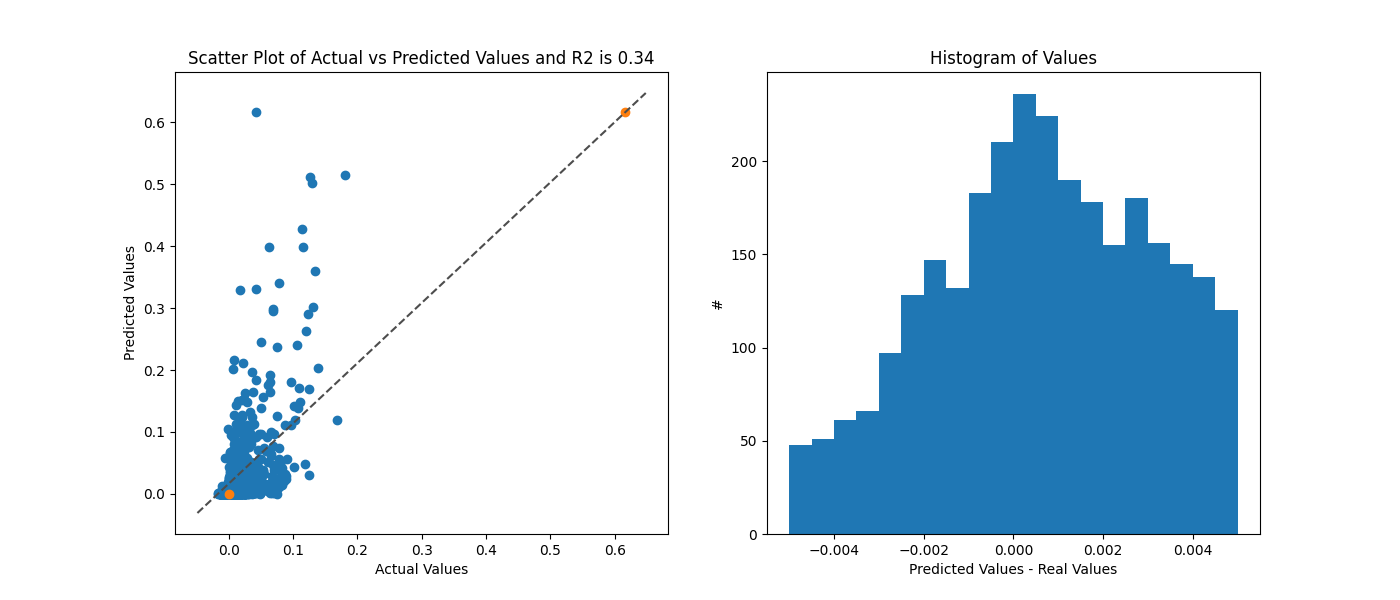 Scatter Plot of Actual vs Predicted Values and R2 is 0.34
0.6
0.5
0.4
0.3
0.2
0.1
0.0
Predicted Values
0.0 0.1 0.2 0.3 0.4 0.5 0.6
Actual Values
Histogram of Values
200
150
100
50
0
#
−0.004 −0.002 0.000 0.002 0.004
Predicted Values - Real Values